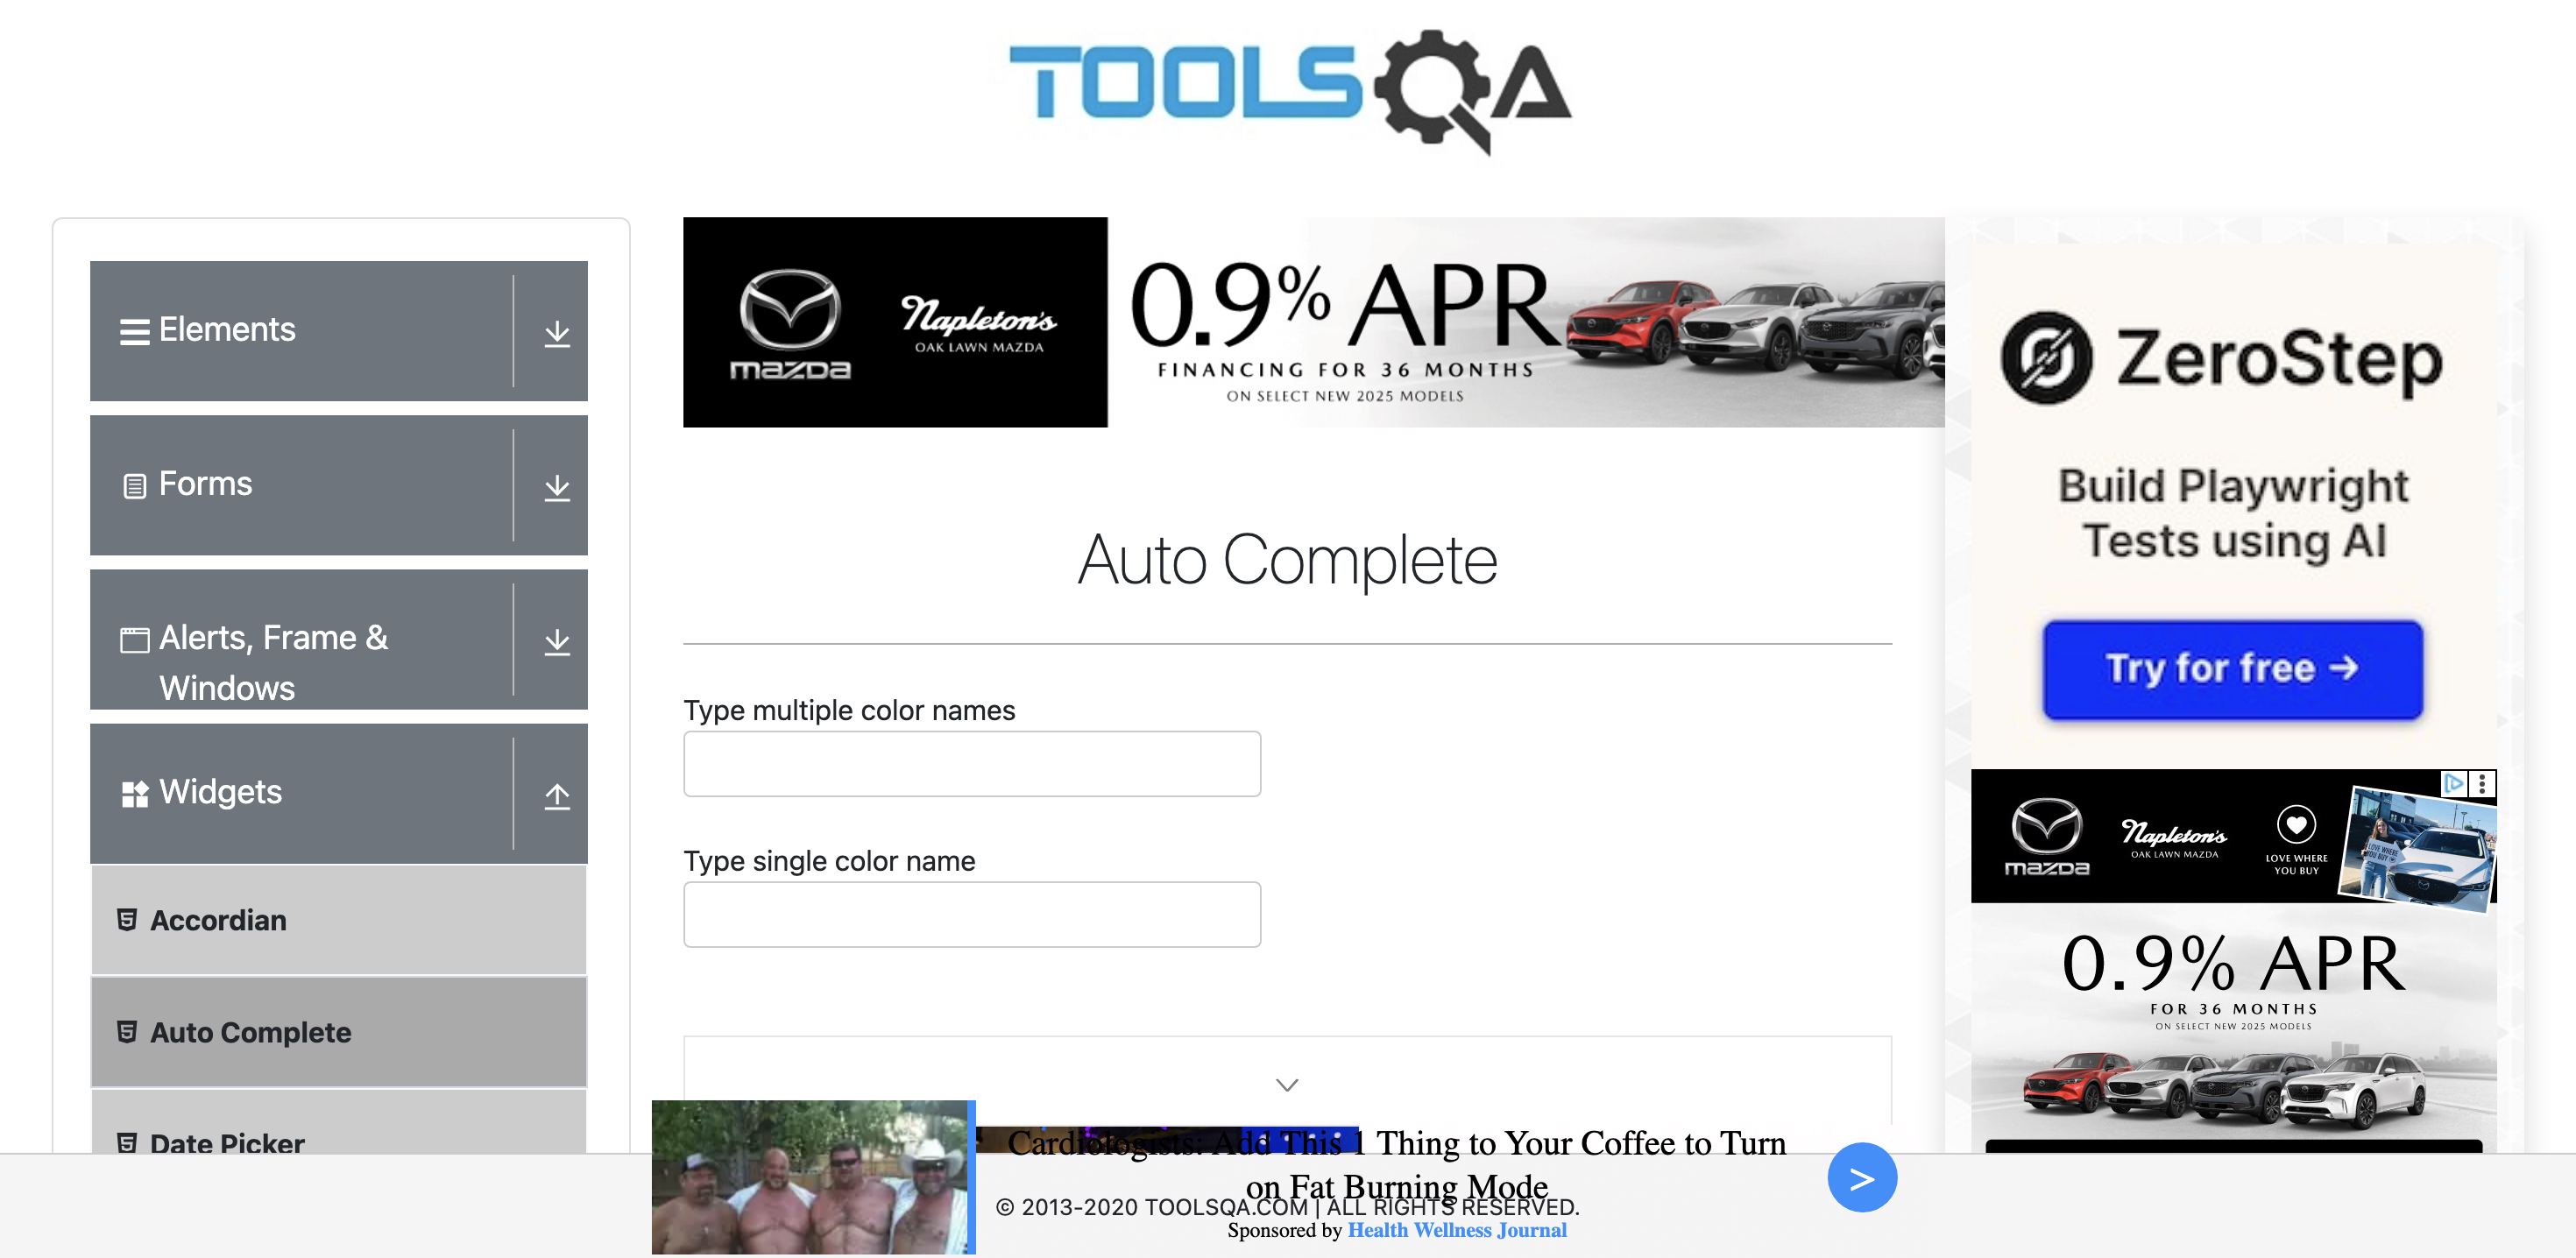 TOOLSQA
Elements
Forms
Alerts, Frame &
Windows
Widgets
Accordian
Auto Complete
Date Picker
mazda
Napleton's
OAK LAWN MAZDA
0.9% APR
FINANCING FOR 36 MONTHS
ON SELECT NEW 2025 MODELS
Auto Complete
Type multiple color names
Type single color name
ZeroStep
Build Playwright
Tests using AI
Try for free →
mazda
Napleton's
OAK LAWN MAZDA
LOVE WHERE
YOU BUY
LOVE WHERE
YOU BUY
0.9% APR
FOR 36 MONTHS
ON SELECT NEW 2025 MODELS
Cardiologists: Add This 1 Thing to Your Coffee to Turn
on Fat Burning Mode
© 2013-2020 TOOLSQA.COM | ALL RIGHTS RESERVED.
Sponsored by Health Wellness Journal
>